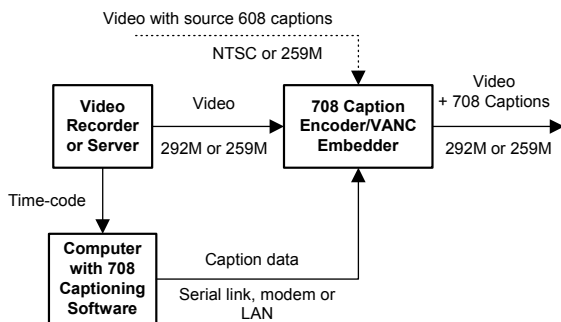 Video with source 608 captions
NTSC or 259M
Video
Recorder
or Server
Video
292M or 259M
708 Caption
Encoder/VANC
Embedder
Video
+ 708 Captions
292M or 259M
Time-code
Computer
with 708
Captioning
Software
Caption data
Serial link, modem or
LAN